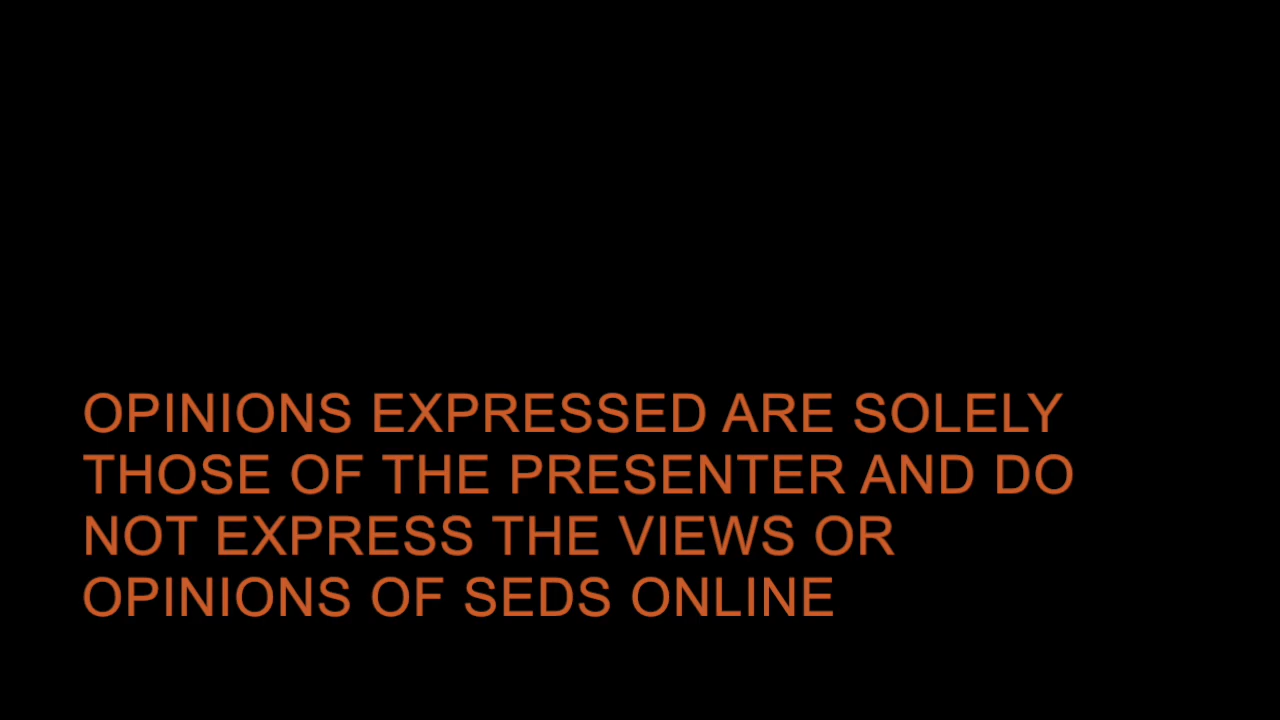 OPINIONS EXPRESSED ARE SOLELY
THOSE OF THE PRESENTER AND DO
NOT EXPRESS THE VIEWS OR
OPINIONS OF SEDS ONLINE